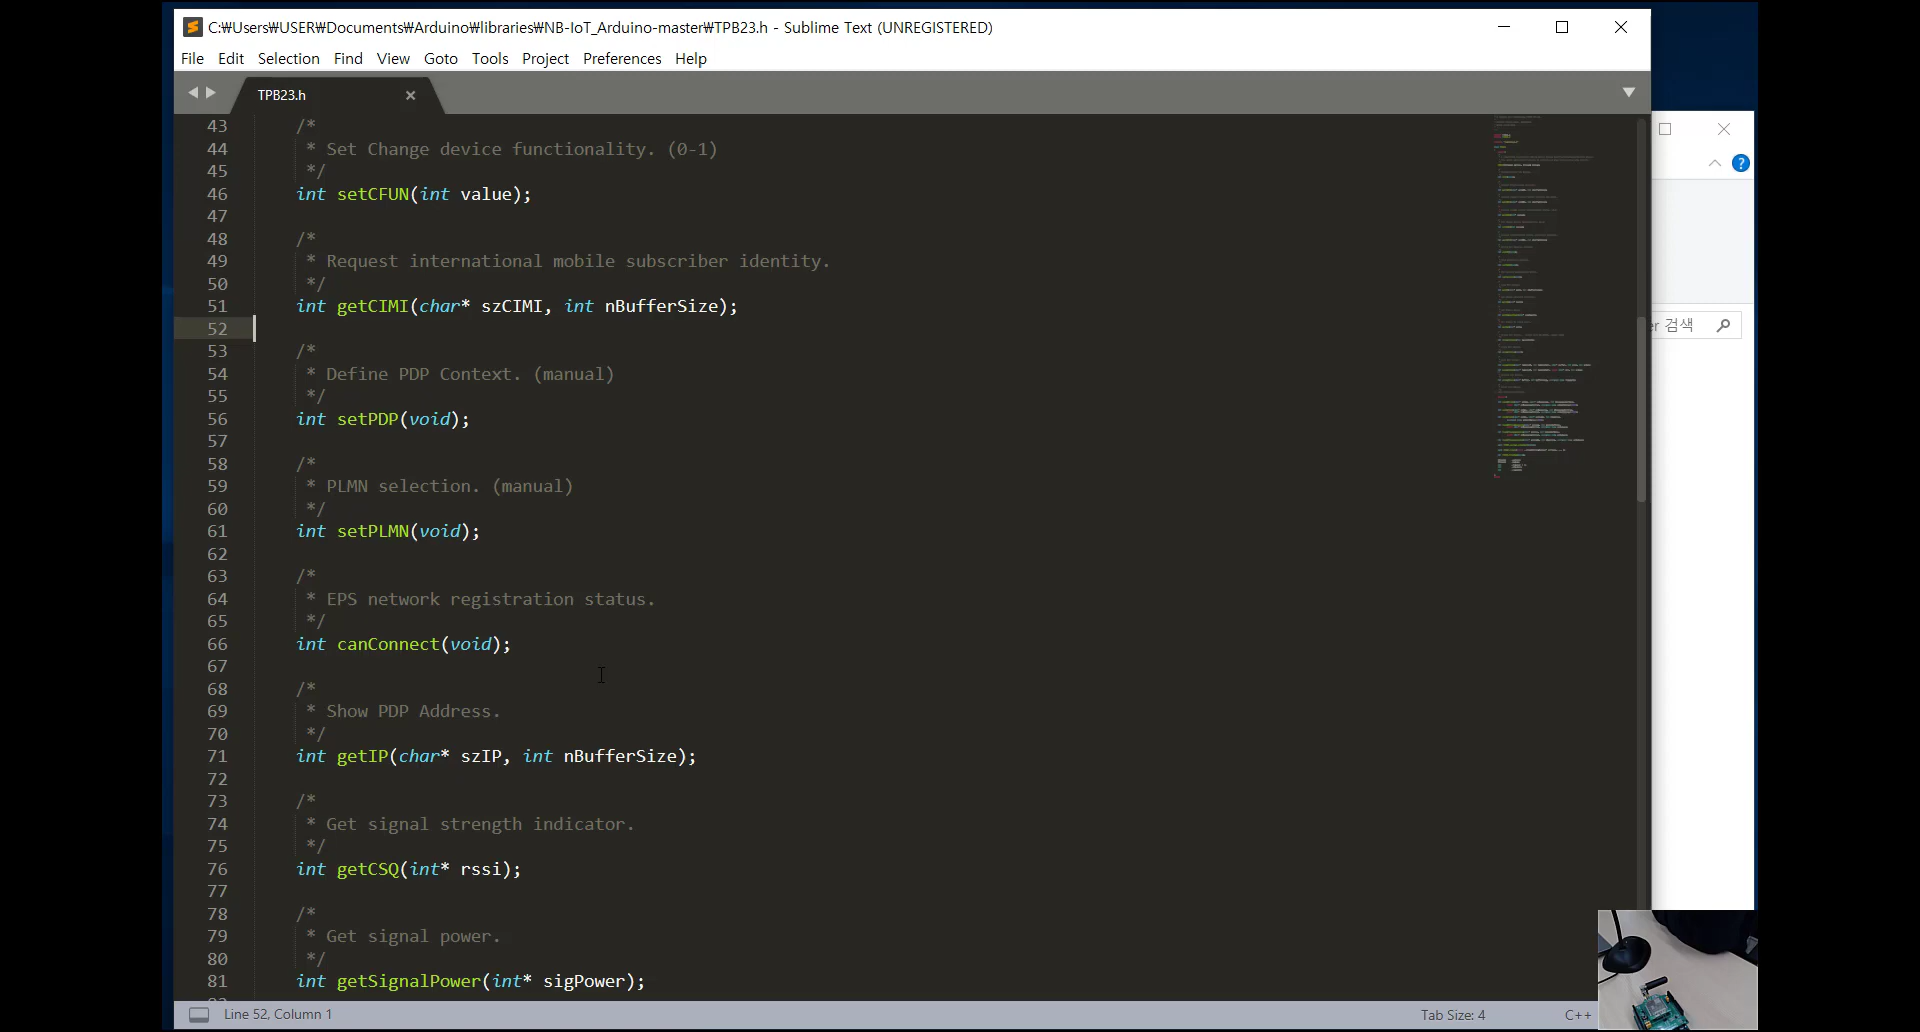 C:₩Users₩USER₩Documents₩Arduino₩libraries₩NB-IoT_Arduino-master₩TPB23.h - Sublime Text (UNREGISTERED)
File Edit Selection Find View Goto Tools Project Preferences Help
TPB23.h
43 /*
44 * Set Change device functionality. (0-1)
45 */
46 int setCFUN(int value);
47
48 /*
49 * Request international mobile subscriber identity.
50 */
51 int getCIMI(char* szCIMI, int nBufferSize);
52
53 /*
54 * Define PDP Context. (manual)
55 */
56 int setPDP(void);
57
58 /*
59 * PLMN selection. (manual)
60 */
61 int setPLMN(void);
62
63 /*
64 * EPS network registration status.
65 */
66 int canConnect(void);
67
68 /*
69 * Show PDP Address.
70 */
71 int getIP(char* szIP, int nBufferSize);
72
73 /*
74 * Get signal strength indicator.
75 */
76 int getCSQ(int* rssi);
77
78 /*
79 * Get signal power.
80 */
81 int getSignalPower(int* sigPower);
er 검색
Line 52, Column 1
Tab Size: 4
C++